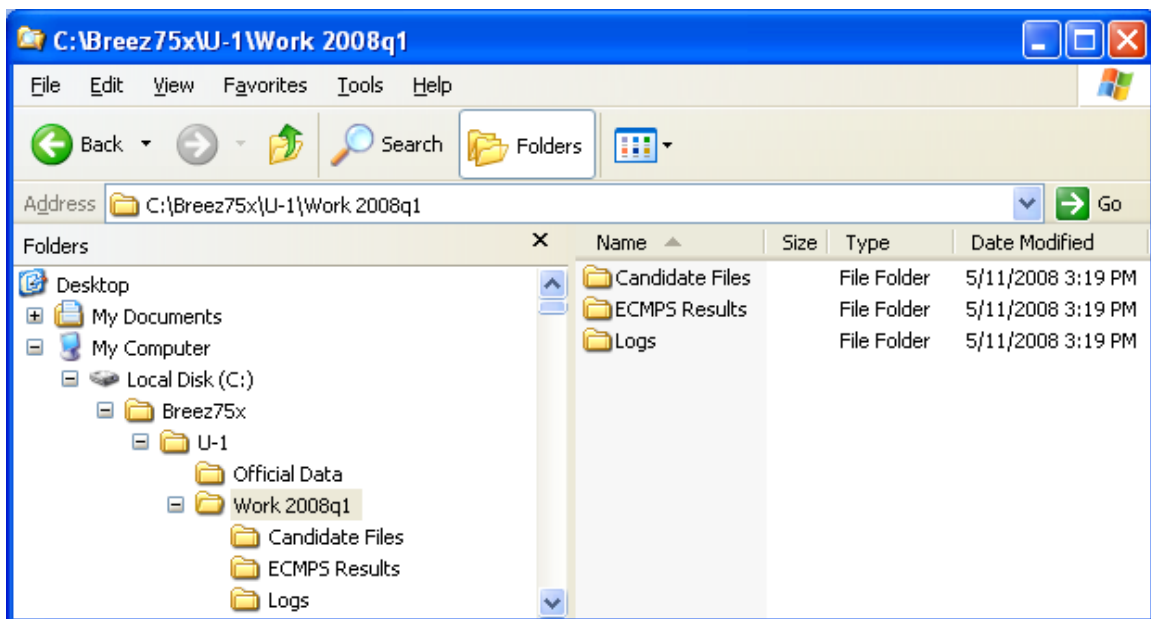 C:\Breez75x\U-1\Work 2008q1
File Edit View Favorites Tools Help
Back Search Folders
Address C:\Breez75x\U-1\Work 2008q1 Go
Folders × Name Size Type Date Modified
Desktop
My Documents
My Computer
Local Disk (C:)
Breez75x
U-1
Official Data
Work 2008q1
Candidate Files
ECMPS Results
Logs
Candidate Files File Folder 5/11/2008 3:19 PM
ECMPS Results File Folder 5/11/2008 3:19 PM
Logs File Folder 5/11/2008 3:19 PM